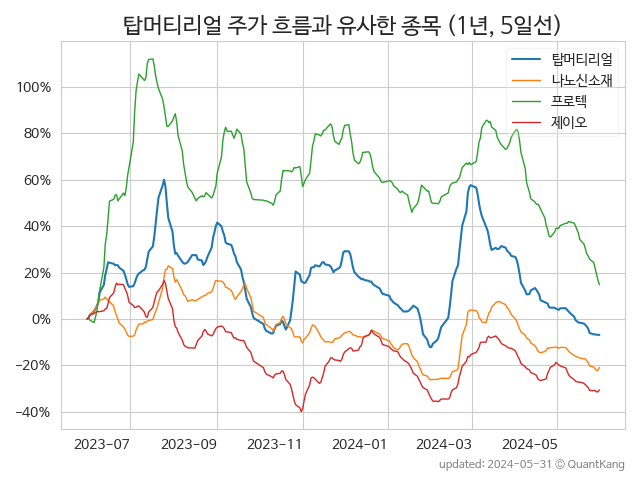 탑머티리얼 주가 흐름과 유사한 종목 (1년, 5일선)
탑머티리얼
나노신소재
프로텍
제이오
100%
80%
60%
40%
20%
0%
−20%
−40%
2023-07 2023-09 2023-11 2024-01 2024-03 2024-05
updated: 2024-05-31 © QuantKang